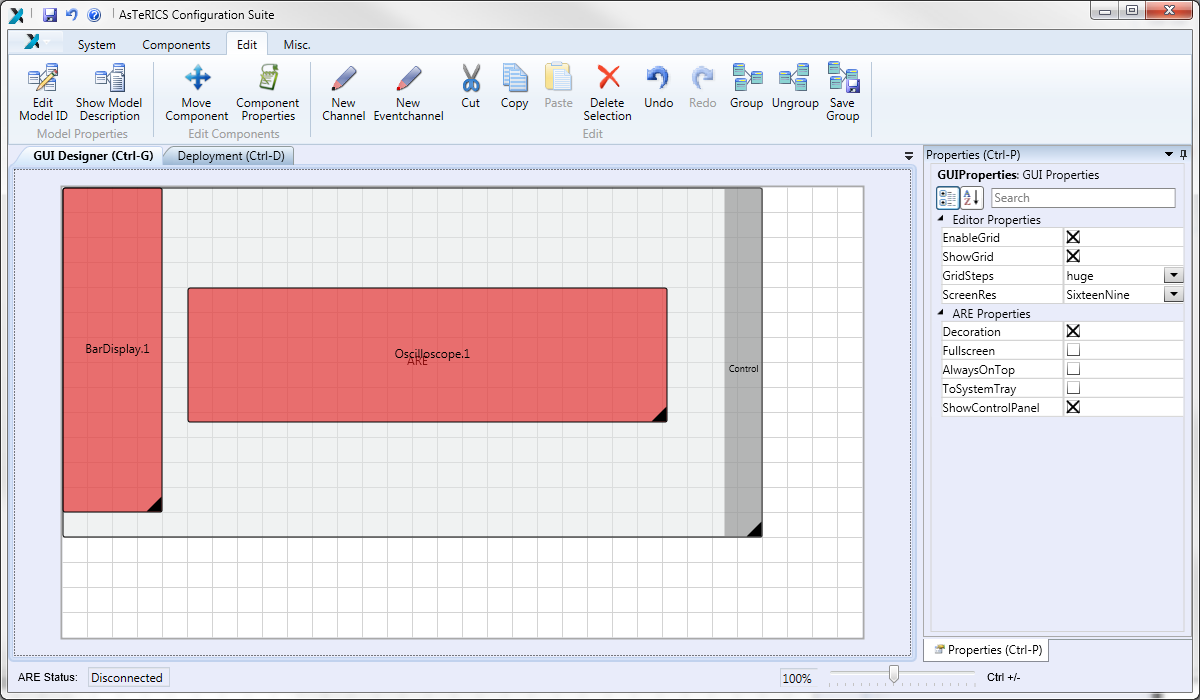 AsTeRICS Configuration Suite
System Components Edit Misc.
Edit Model ID
Show Model Description
Move Component
Component Properties
New Channel
New Eventchannel
Cut
Copy
Paste
Delete Selection
Undo
Redo
Group
Ungroup
Save Group
Model Properties
Edit Components
Edit
GUI Designer (Ctrl-G)
Deployment (Ctrl-D)
BarDisplay.1
Oscilloscope.1
ARE
Control
Properties (Ctrl-P)
GUIProperties: GUI Properties
A Z
Search
Editor Properties
EnableGrid
ShowGrid
GridSteps huge
ScreenRes SixteenNine
ARE Properties
Decoration
Fullscreen
AlwaysOnTop
ToSystemTray
ShowControlPanel
Properties (Ctrl-P)
ARE Status: Disconnected
100%
Ctrl +/-